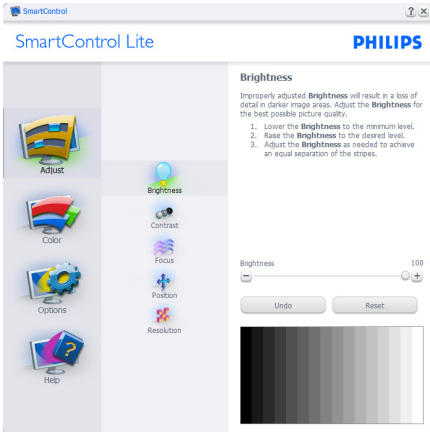 SmartControl
SmartControl Lite
PHILIPS
Adjust
Color
Options
Help
Brightness
Contrast
Focus
Position
Resolution
Brightness
Improperly adjusted Brightness will result in a loss of
detail in darker image areas. Adjust the Brightness for
the best possible picture quality.
1. Lower the Brightness to the minimum level.
2. Raise the Brightness to the desired level.
3. Adjust the Brightness as needed to achieve
an equal separation of the stripes.
Brightness 100
Undo Reset